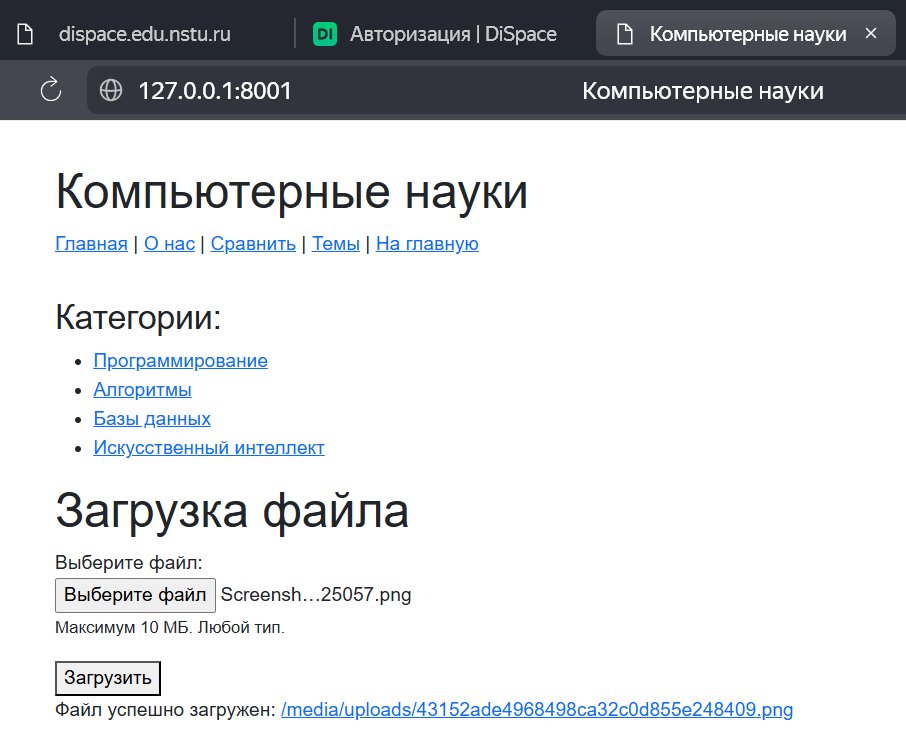 dispace.edu.nstu.ru DI Авторизация | DiSpace Компьютерные науки ×
127.0.0.1:8001 Компьютерные науки
Компьютерные науки
Главная | О нас | Сравнить | Темы | На главную
Категории:
• Программирование
• Алгоритмы
• Базы данных
• Искусственный интеллект
Загрузка файла
Выберите файл:
Выберите файл Screensh…25057.png
Максимум 10 МБ. Любой тип.
Загрузить
Файл успешно загружен: /media/uploads/43152ade4968498ca32c0d855e248409.png